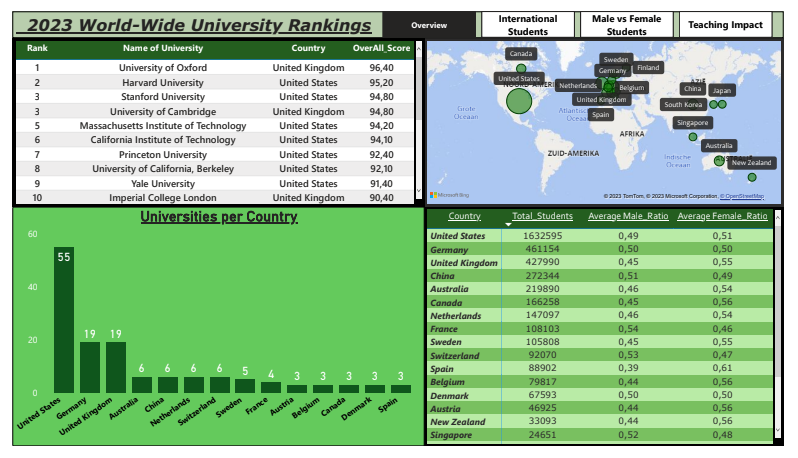 2023 World-Wide University Rankings
Overview
International Students
Male vs Female Students
Teaching Impact
Rank Name of University Country OverAll_Score
1 University of Oxford United Kingdom 96,40
2 Harvard University United States 95,20
3 Stanford University United States 94,80
3 University of Cambridge United Kingdom 94,80
5 Massachusetts Institute of Technology United States 94,20
6 California Institute of Technology United States 94,10
7 Princeton University United States 92,40
8 University of California, Berkeley United States 92,10
9 Yale University United States 91,40
10 Imperial College London United Kingdom 90,40
Canada
Sweden
Germany
Finland
United States
Netherlands
Belgium
United Kingdom
Spain
China
Japan
South Korea
Singapore
Australia
New Zealand
AZIË
Grote Oceaan
Atlantisc
Oceaan
AFRIKA
ZUID-AMERIKA
Indische
Oceaan
Microsoft Bing
© 2023 TomTom, © 2023 Microsoft Corporation, © OpenStreetMap
Universities per Country
60
40
20
0
55 19 19 6 6 6 6 5 4 3 3 3 3 3
United States Germany United Kingdom Australia China Netherlands Switzerland Sweden France Austria Belgium Canada Denmark Spain
Country Total_Students Average Male_Ratio Average Female_Ratio
United States 1632595 0,49 0,51
Germany 461154 0,50 0,50
United Kingdom 427990 0,45 0,55
China 272344 0,51 0,49
Australia 219890 0,46 0,54
Canada 166258 0,45 0,56
Netherlands 147097 0,46 0,54
France 108103 0,54 0,46
Sweden 105808 0,45 0,55
Switzerland 92070 0,53 0,47
Spain 88902 0,39 0,61
Belgium 79817 0,44 0,56
Denmark 67593 0,50 0,50
Austria 46925 0,44 0,56
New Zealand 33094 0,44 0,56
Singapore 24651 0,52 0,48